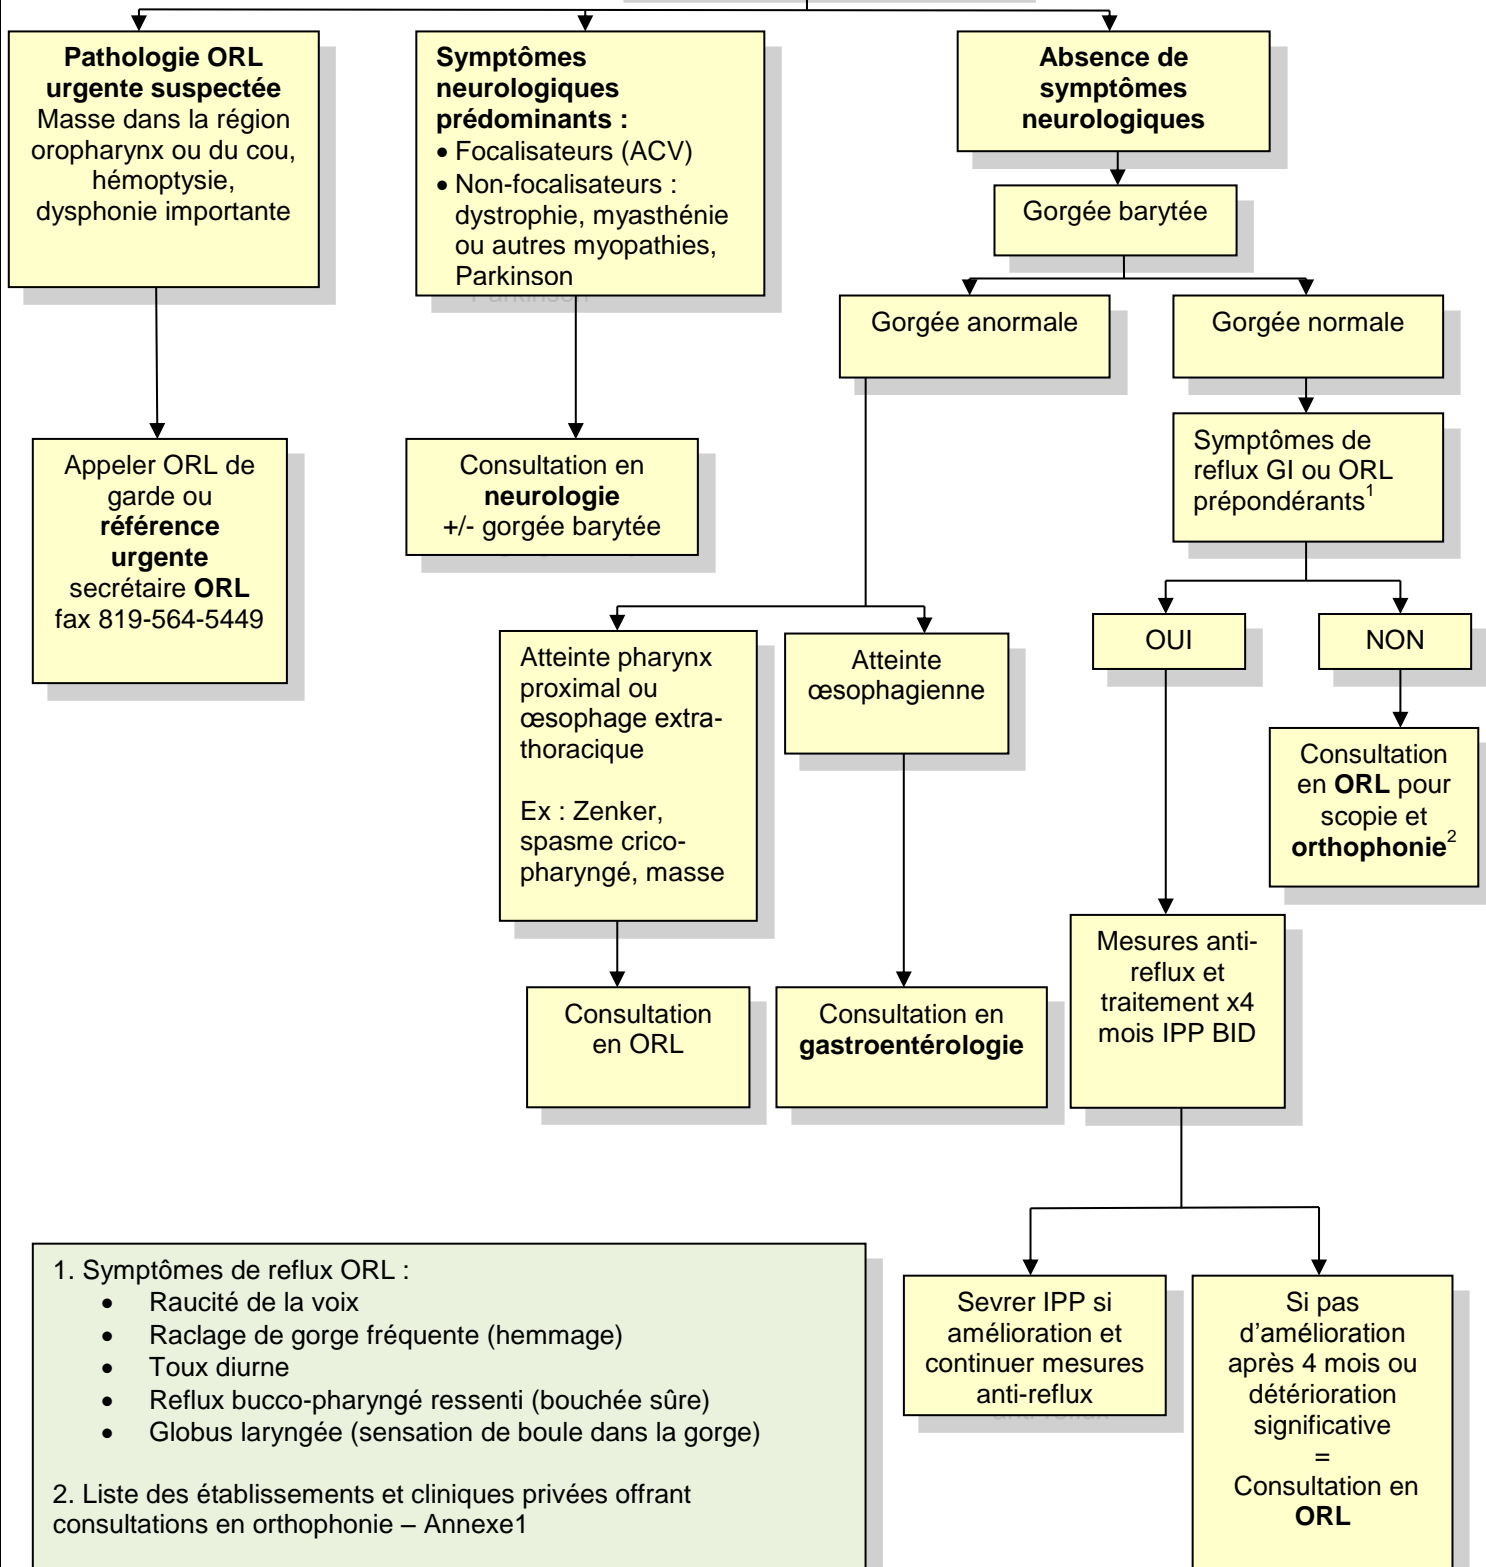 Pathologie ORL
urgente suspectée
Masse dans la région
oropharynx ou du cou,
hémoptysie,
dysphonie importante
Symptômes
neurologiques
prédominants :
• Focalisateurs (ACV)
• Non-focalisateurs :
dystrophie, myasthénie
ou autres myopathies,
Parkinson
Absence de
symptômes
neurologiques
Gorgée barytée
Gorgée anormale
Gorgée normale
Appeler ORL de
garde ou
référence
urgente
secrétaire ORL
fax 819-564-5449
Consultation en
neurologie
+/- gorgée barytée
Symptômes de
reflux GI ou ORL
prépondérants1
OUI
NON
Atteinte pharynx
proximal ou
œsophage extra-
thoracique
Ex : Zenker,
spasme crico-
pharyngé, masse
Atteinte
œsophagienne
Consultation
en ORL pour
scopie et
orthophonie2
Mesures anti-
reflux et
traitement x4
mois IPP BID
Consultation
en ORL
Consultation en
gastroentérologie
Sevrer IPP si
amélioration et
continuer mesures
anti-reflux
Si pas
d’amélioration
après 4 mois ou
détérioration
significative
=
Consultation en
ORL
1. Symptômes de reflux ORL :
• Raucité de la voix
• Raclage de gorge fréquente (hemmage)
• Toux diurne
• Reflux bucco-pharyngé ressenti (bouchée sûre)
• Globus laryngée (sensation de boule dans la gorge)
2. Liste des établissements et cliniques privées offrant
consultations en orthophonie – Annexe1